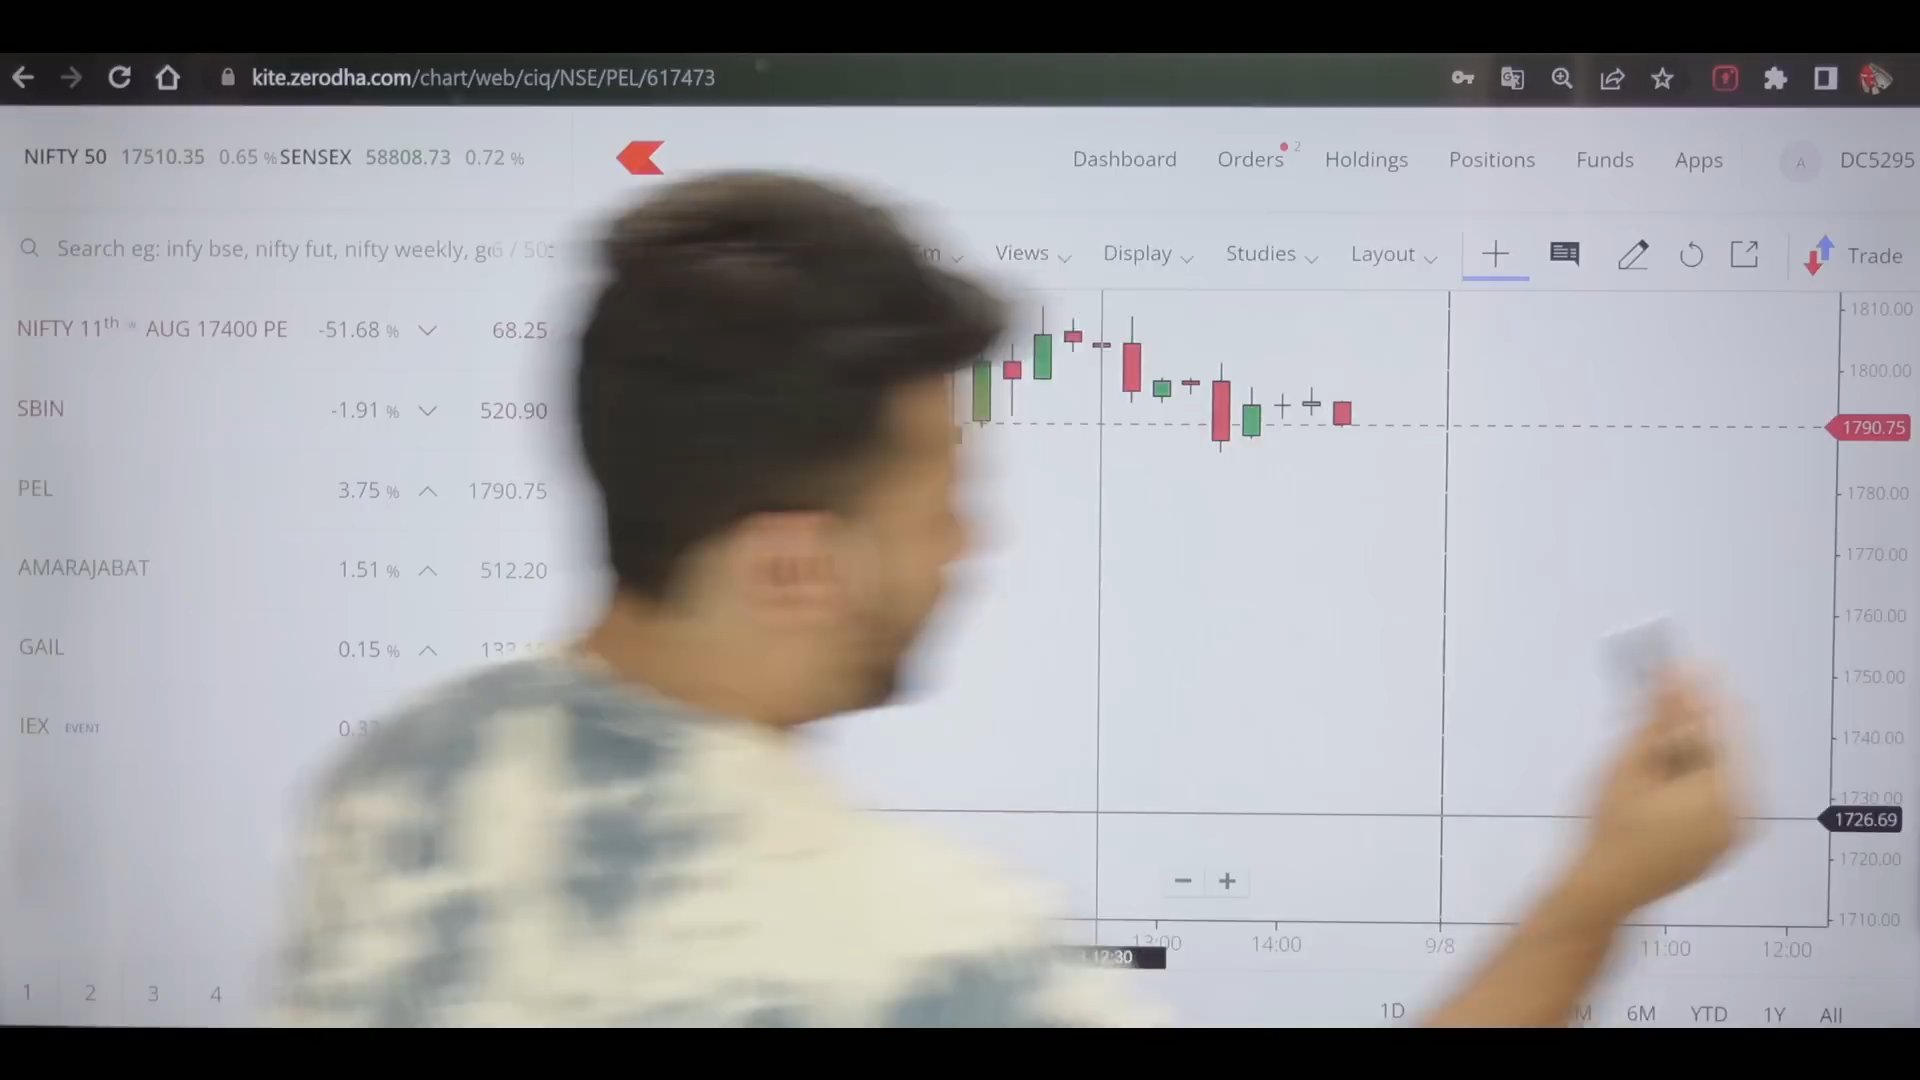 kite.zerodha.com/chart/web/ciq/NSE/PEL/617473
NIFTY 50 17510.35 0.65 % SENSEX 58808.73 0.72 %
Dashboard Orders 2 Holdings Positions Funds Apps A DC5295
Search eg: infy bse, nifty fut, nifty weekly, 6 / 50
m Views Display Studies Layout Trade
NIFTY 11th w AUG 17400 PE -51.68 % 68.25
SBIN -1.91 % 520.90
PEL 3.75 % 1790.75
AMARAJABAT 1.51 % 512.20
GAIL 0.15 %
IEX EVENT
1810.00
1800.00
1790.75
1780.00
1770.00
1760.00
1750.00
1740.00
1730.00
1726.69
1720.00
1710.00
13:00 14:00 9/8 11:00 12:00
12:30
1 2 3 4
1D 6M YTD 1Y All